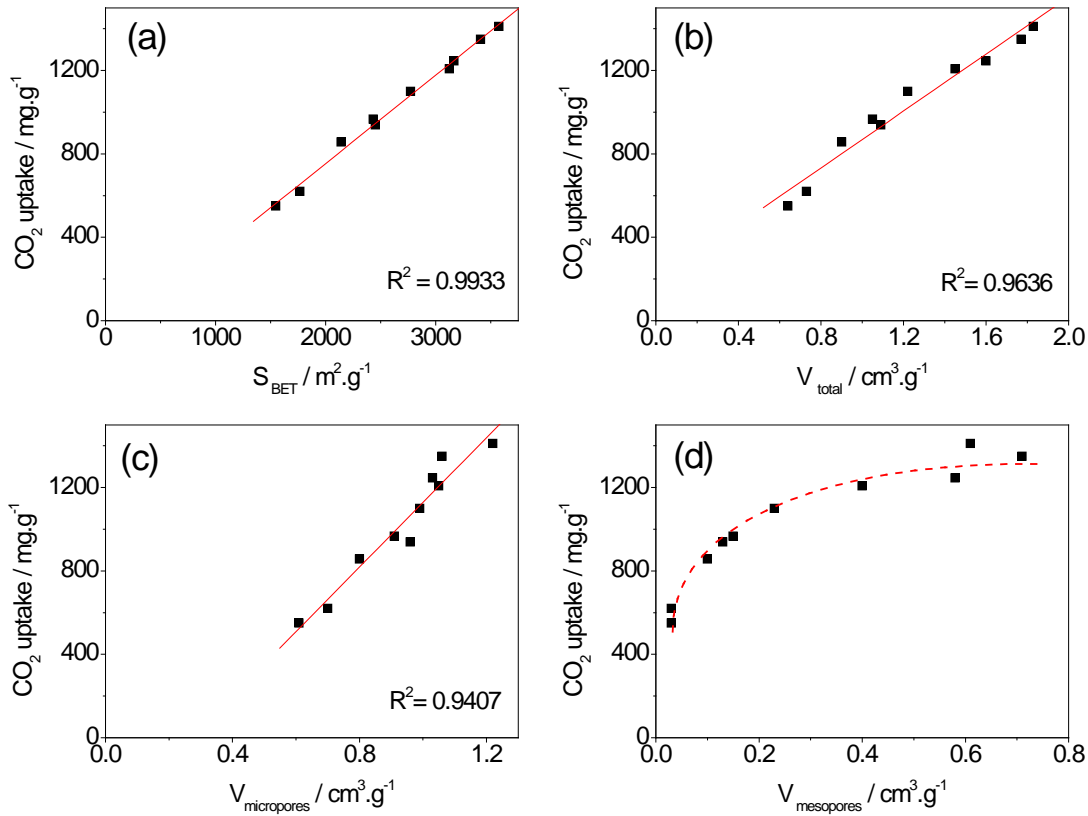 (a)
CO₂ uptake / mg.g⁻¹
1200
800
400
0
R² = 0.9933
0 1000 2000 3000
S_BET / m².g⁻¹
(b)
CO₂ uptake / mg.g⁻¹
1200
800
400
0
R²= 0.9636
0.0 0.4 0.8 1.2 1.6 2.0
V_total / cm³.g⁻¹
(c)
CO₂ uptake / mg.g⁻¹
1200
800
400
0
R² = 0.9407
0.0 0.4 0.8 1.2
V_micropores / cm³.g⁻¹
(d)
CO₂ uptake / mg.g⁻¹
1200
800
400
0
0.0 0.2 0.4 0.6 0.8
V_mesopores / cm³.g⁻¹